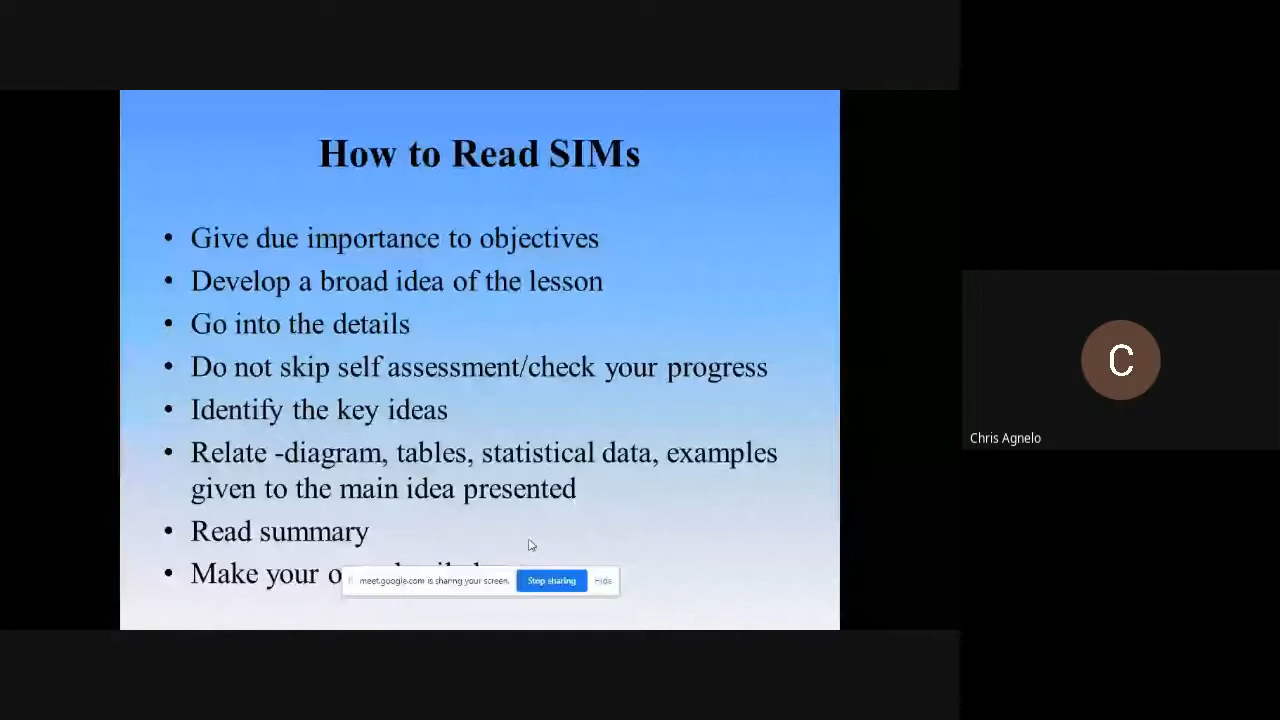 How to Read SIMs
• Give due importance to objectives
• Develop a broad idea of the lesson
• Go into the details
• Do not skip self assessment/check your progress
• Identify the key ideas
• Relate -diagram, tables, statistical data, examples
given to the main idea presented
• Read summary
• Make your
meet.google.com is sharing your screen.
Stop sharing
Hide
C
Chris Agnelo